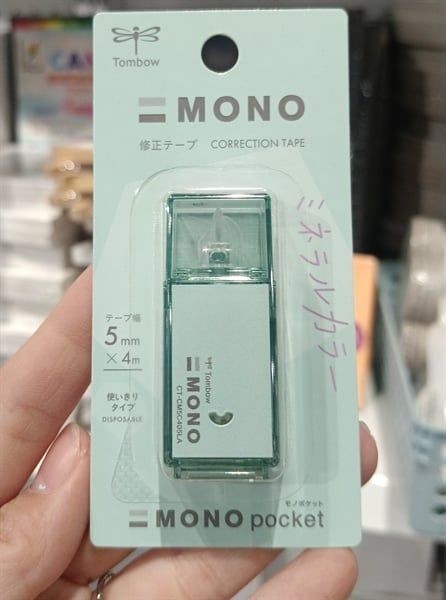 Tombow
MONO
修正テープ CORRECTION TAPE
ミネラルカラー
テープ幅
5mm
×4m
使いきり
タイプ
DISPOSABLE
Tombow
MONO
CT-CM5C405LA
モノポケット
MONO pocket